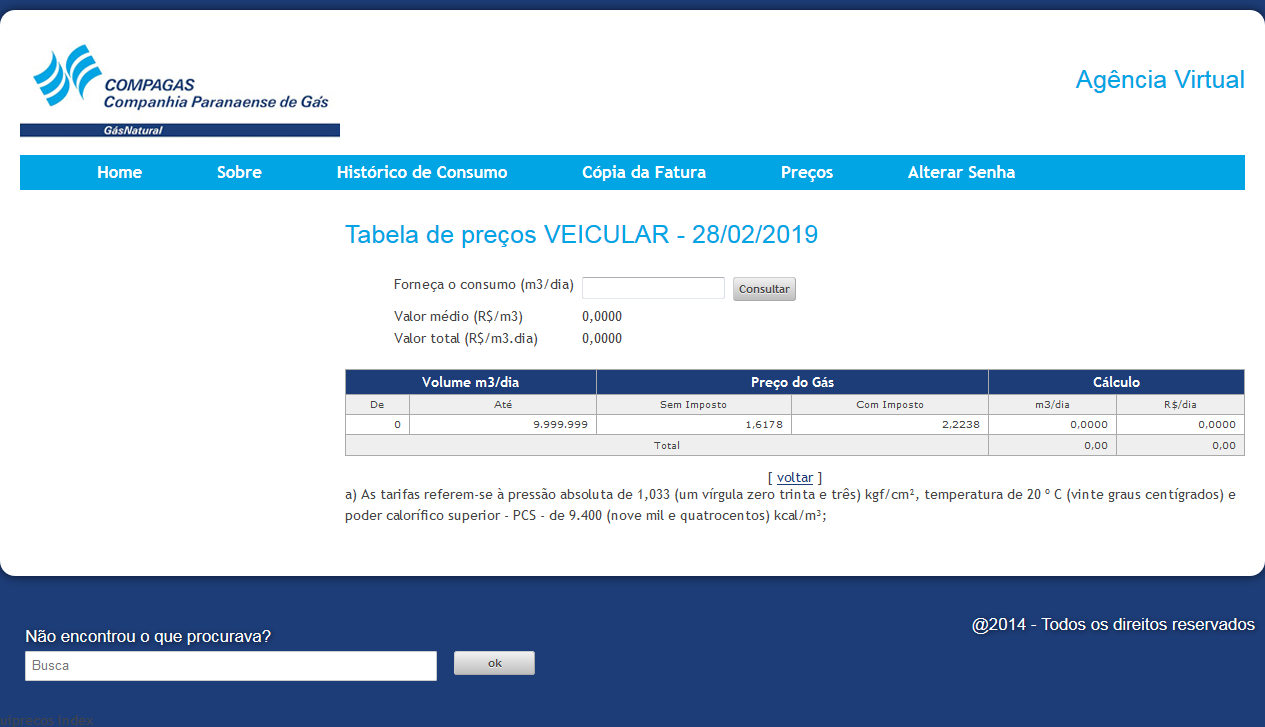 COMPAGAS
Companhia Paranaense de Gás
GásNatural
Agência Virtual
Home Sobre Histórico de Consumo Cópia da Fatura Preços Alterar Senha
Tabela de preços VEICULAR - 28/02/2019
Forneça o consumo (m3/dia) Consultar
Valor médio (R$/m3) 0,0000
Valor total (R$/m3.dia) 0,0000
Volume m3/dia Preço do Gás Cálculo
De Até Sem Imposto Com Imposto m3/dia R$/dia
0 9.999.999 1,6178 2,2238 0,0000 0,0000
Total 0,00 0,00
[ voltar ]
a) As tarifas referem-se à pressão absoluta de 1,033 (um vírgula zero trinta e três) kgf/cm², temperatura de 20 º C (vinte graus centígrados) e
poder calorífico superior - PCS - de 9.400 (nove mil e quatrocentos) kcal/m³;
@2014 - Todos os direitos reservados
Não encontrou o que procurava?
Busca ok
ulprecos index